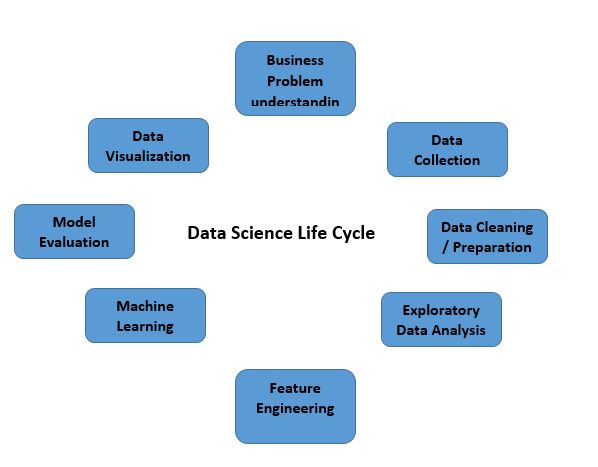 Business
Problem
understandin
Data
Visualization
Data
Collection
Model
Evaluation
Data Science Life Cycle
Data Cleaning
/ Preparation
Machine
Learning
Exploratory
Data Analysis
Feature
Engineering